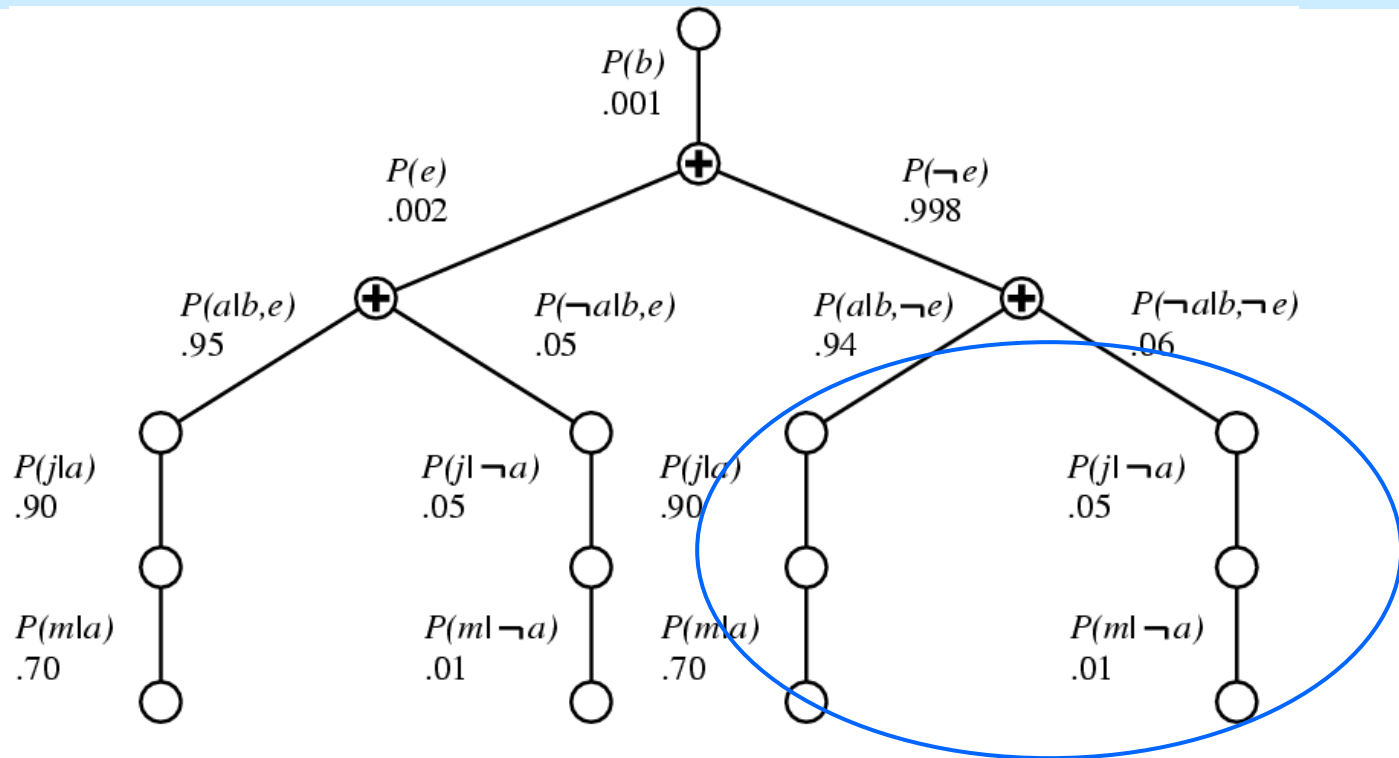 P(b)
.001
P(e)
.002
P(¬e)
.998
P(a|b,e)
.95
P(¬a|b,e)
.05
P(a|b,¬e)
.94
P(¬a|b,¬e)
.06
P(j|a)
.90
P(j|¬a)
.05
P(j|a)
.90
P(j|¬a)
.05
P(m|a)
.70
P(m|¬a)
.01
P(m|a)
.70
P(m|¬a)
.01